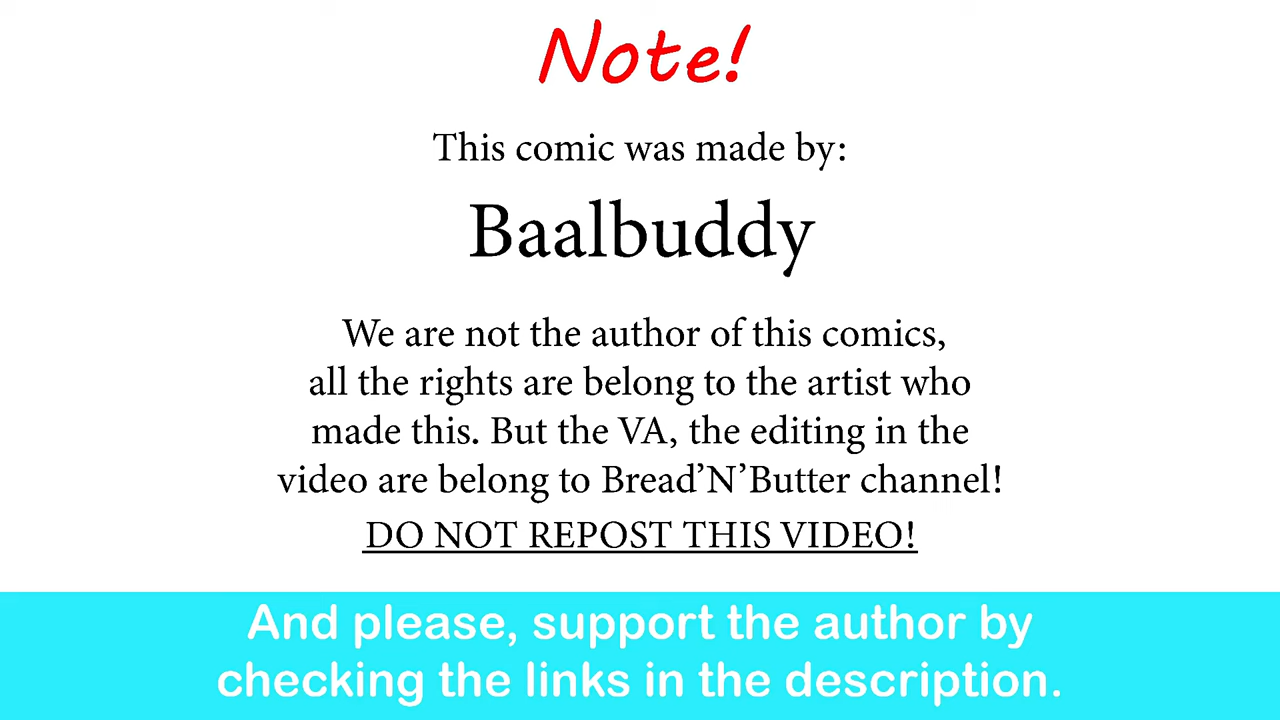 Note!
This comic was made by:
Baalbuddy
We are not the author of this comics,
all the rights are belong to the artist who
made this. But the VA, the editing in the
video are belong to Bread’N’Butter channel!
DO NOT REPOST THIS VIDEO!
And please, support the author by
checking the links in the description.